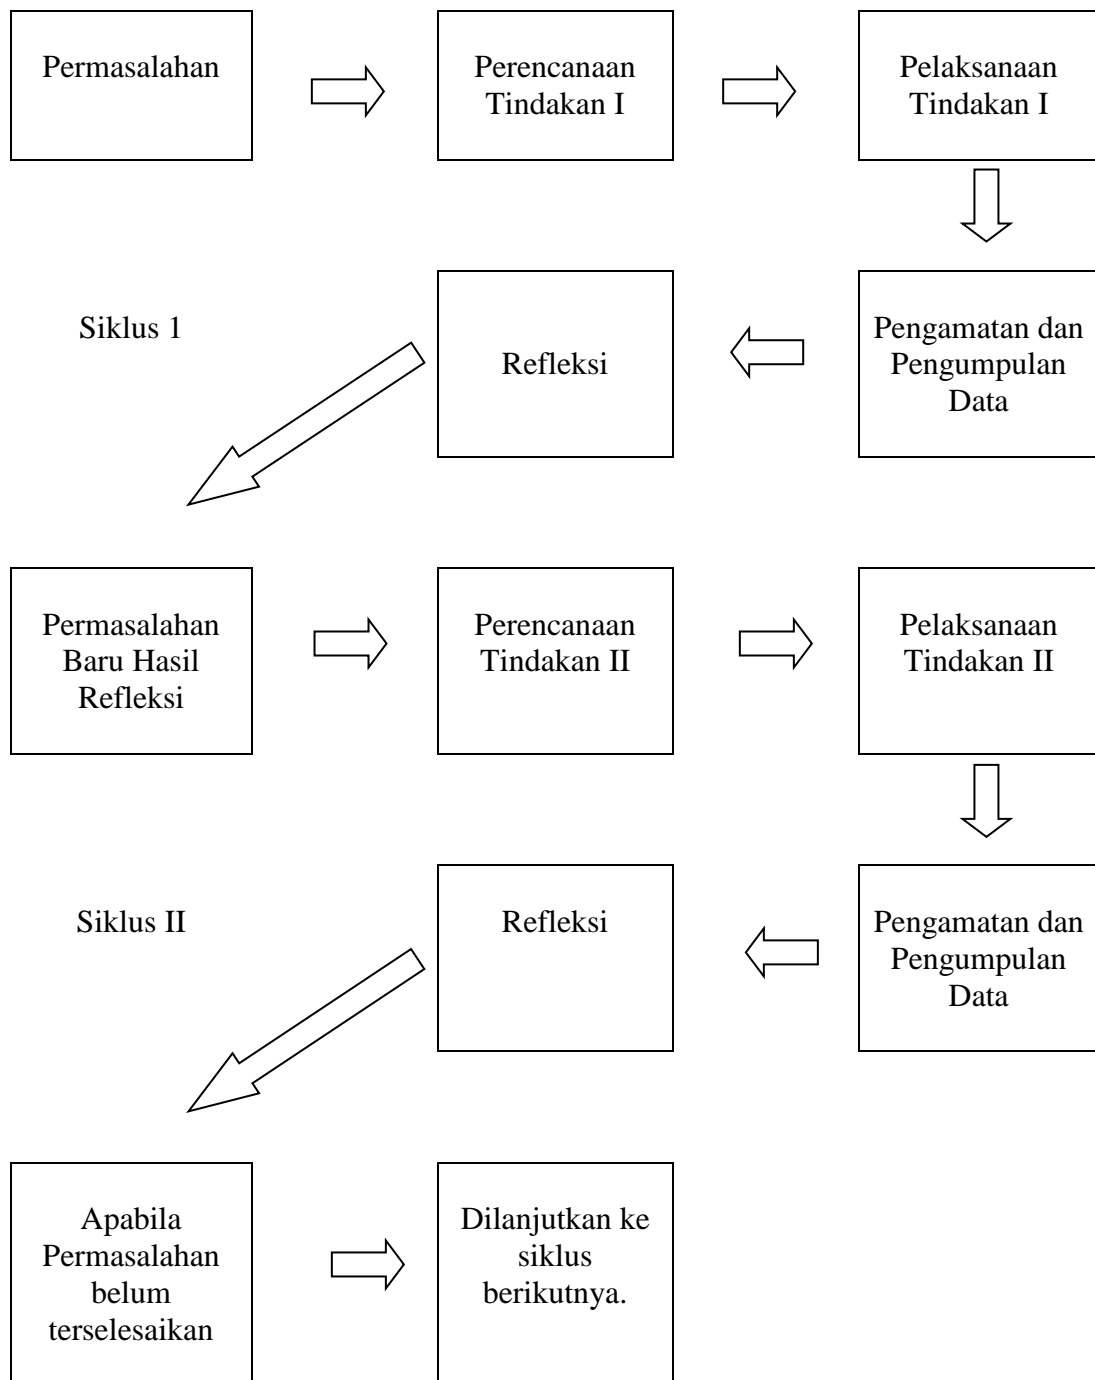 Permasalahan
Perencanaan
Tindakan I
Pelaksanaan
Tindakan I
Siklus 1
Refleksi
Pengamatan dan
Pengumpulan
Data
Permasalahan
Baru Hasil
Refleksi
Perencanaan
Tindakan II
Pelaksanaan
Tindakan II
Siklus II
Refleksi
Pengamatan dan
Pengumpulan
Data
Apabila
Permasalahan
belum
terselesaikan
Dilanjutkan ke
siklus
berikutnya.